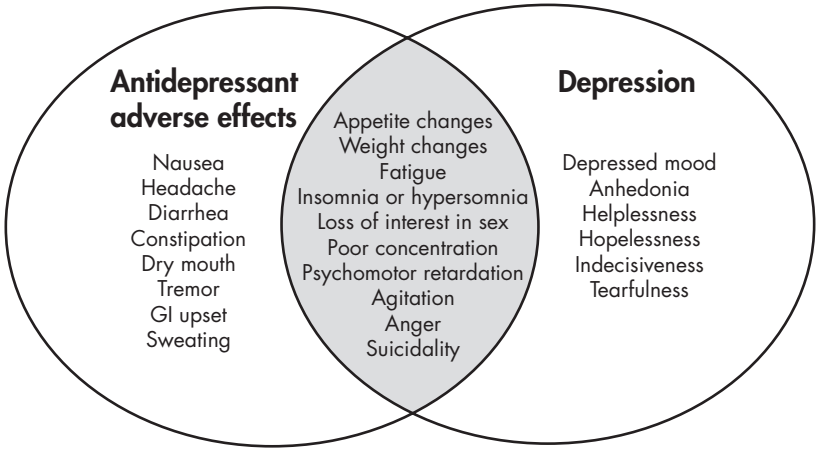 Antidepressant
adverse effects
Nausea
Headache
Diarrhea
Constipation
Dry mouth
Tremor
GI upset
Sweating
Appetite changes
Weight changes
Fatigue
Insomnia or hypersomnia
Loss of interest in sex
Poor concentration
Psychomotor retardation
Agitation
Anger
Suicidality
Depression
Depressed mood
Anhedonia
Helplessness
Hopelessness
Indecisiveness
Tearfulness